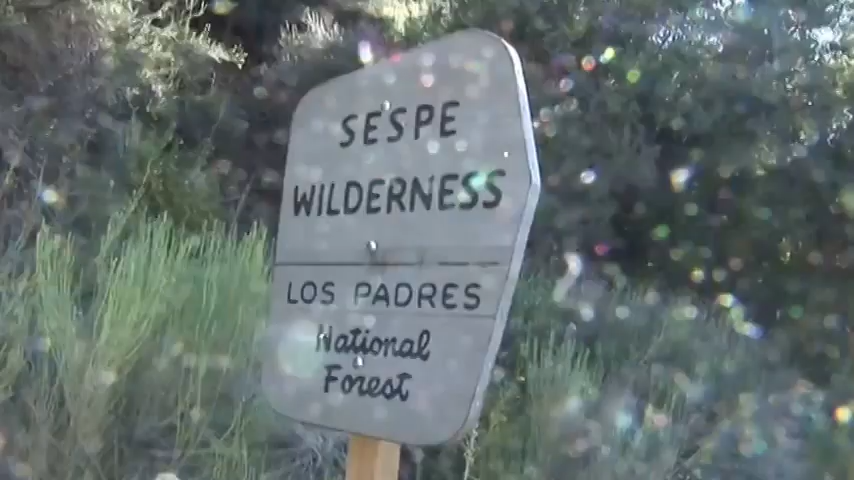 SESPE
WILDERNESS
LOS PADRES
National
Forest